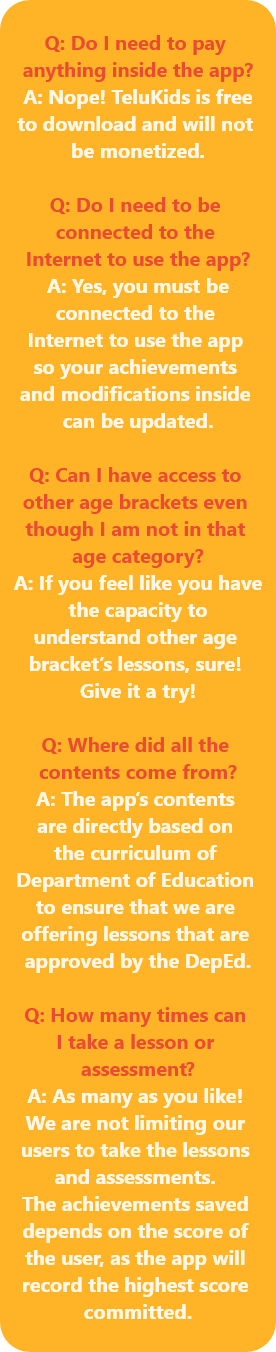 Q: Do I need to pay
anything inside the app?
A: Nope! TeluKids is free
to download and will not
be monetized.
Q: Do I need to be
connected to the
Internet to use the app?
A: Yes, you must be
connected to the
Internet to use the app
so your achievements
and modifications inside
can be updated.
Q: Can I have access to
other age brackets even
though I am not in that
age category?
A: If you feel like you have
the capacity to
understand other age
bracket’s lessons, sure!
Give it a try!
Q: Where did all the
contents come from?
A: The app’s contents
are directly based on
the curriculum of
Department of Education
to ensure that we are
offering lessons that are
approved by the DepEd.
Q: How many times can
I take a lesson or
assessment?
A: As many as you like!
We are not limiting our
users to take the lessons
and assessments.
The achievements saved
depends on the score of
the user, as the app will
record the highest score
committed.